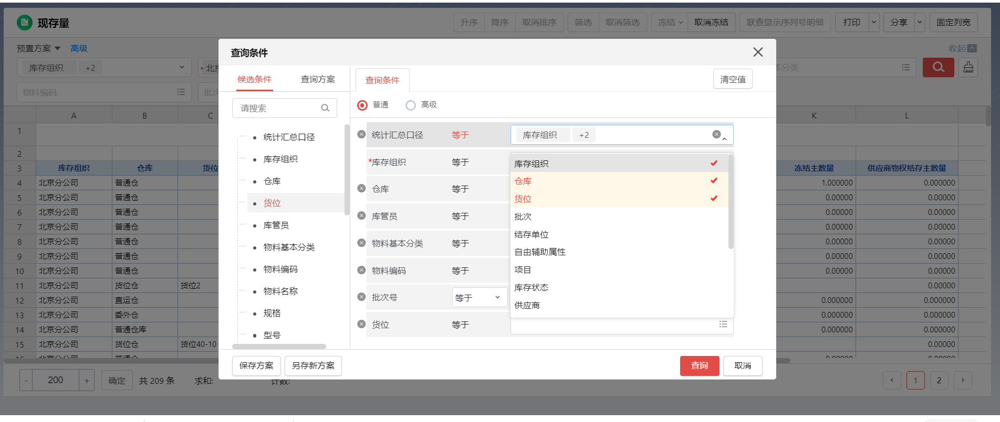 现存量
升序 降序 取消排序 筛选 取消筛选 冻结 取消冻结 联查显示序列号明细 打印 分享 固定列宽
预置方案 高级 收起
库存组织 +2 * 本分类
物料编码 批次
A B C K L
1
2
3 库存组织 仓库 货位 冻结主数量 供应商物权结存主数量
4 北京分公司 普通仓 1.000000 0.000000
5 北京分公司 普通仓 0.00000 0.00000
6 北京分公司 普通仓 0.00000 0.00000
7 北京分公司 普通仓 0.00000 0.00000
8 北京分公司 普通仓 0.00000 0.00000
9 北京分公司 普通仓 0.00000 0.00000
10 北京分公司 普通仓 0.00000 0.00000
11 北京分公司 货位仓 货位2 0.00000
12 北京分公司 直运仓 0.000000 0.000000
13 北京分公司 委外仓 0.000000 0.000000
14 北京分公司 普通仓库 0.000000 0.000000
15 北京分公司 货位仓 货位40-10 0.00000
- 200 + 确定 共 209 条 求和: 计数: ‹ 1 2 ›
查询条件
候选条件 查询方案
请搜索
统计汇总口径
库存组织
仓库
货位
库管员
物料基本分类
物料编码
物料名称
规格
型号
查询条件 清空值
普通 高级
统计汇总口径 等于 库存组织 +2
*库存组织 等于
仓库 等于
库管员 等于
物料基本分类 等于
物料编码 等于
批次号 等于
货位 等于
库存组织
仓库
货位
批次
结存单位
自由辅助属性
项目
库存状态
供应商
保存方案 另存新方案 查询 取消